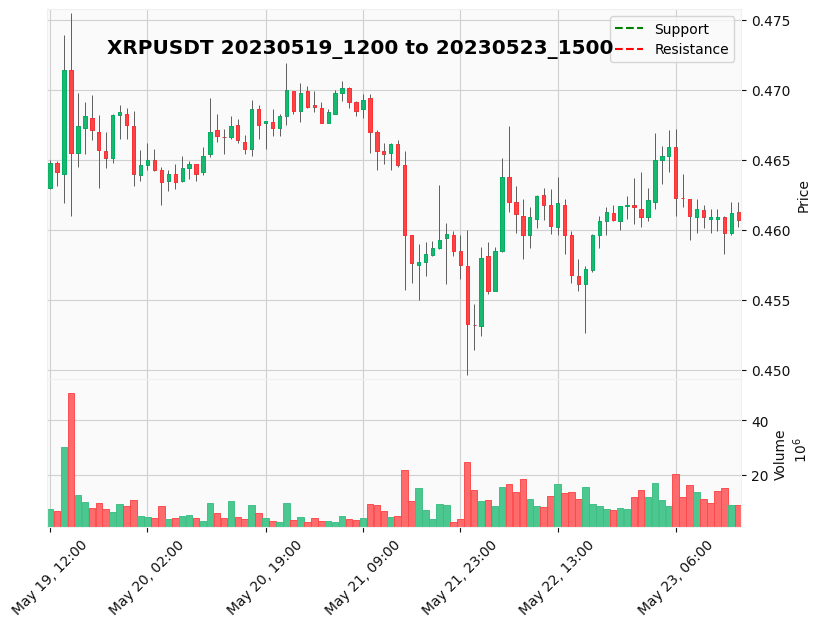 XRPUSDT 20230519_1200 to 20230523_1500
Support
Resistance
0.475
0.470
0.465
0.460
0.455
0.450
Price
40
20
Volume
10^6
May 19, 12:00
May 20, 02:00
May 20, 19:00
May 21, 09:00
May 21, 23:00
May 22, 13:00
May 23, 06:00